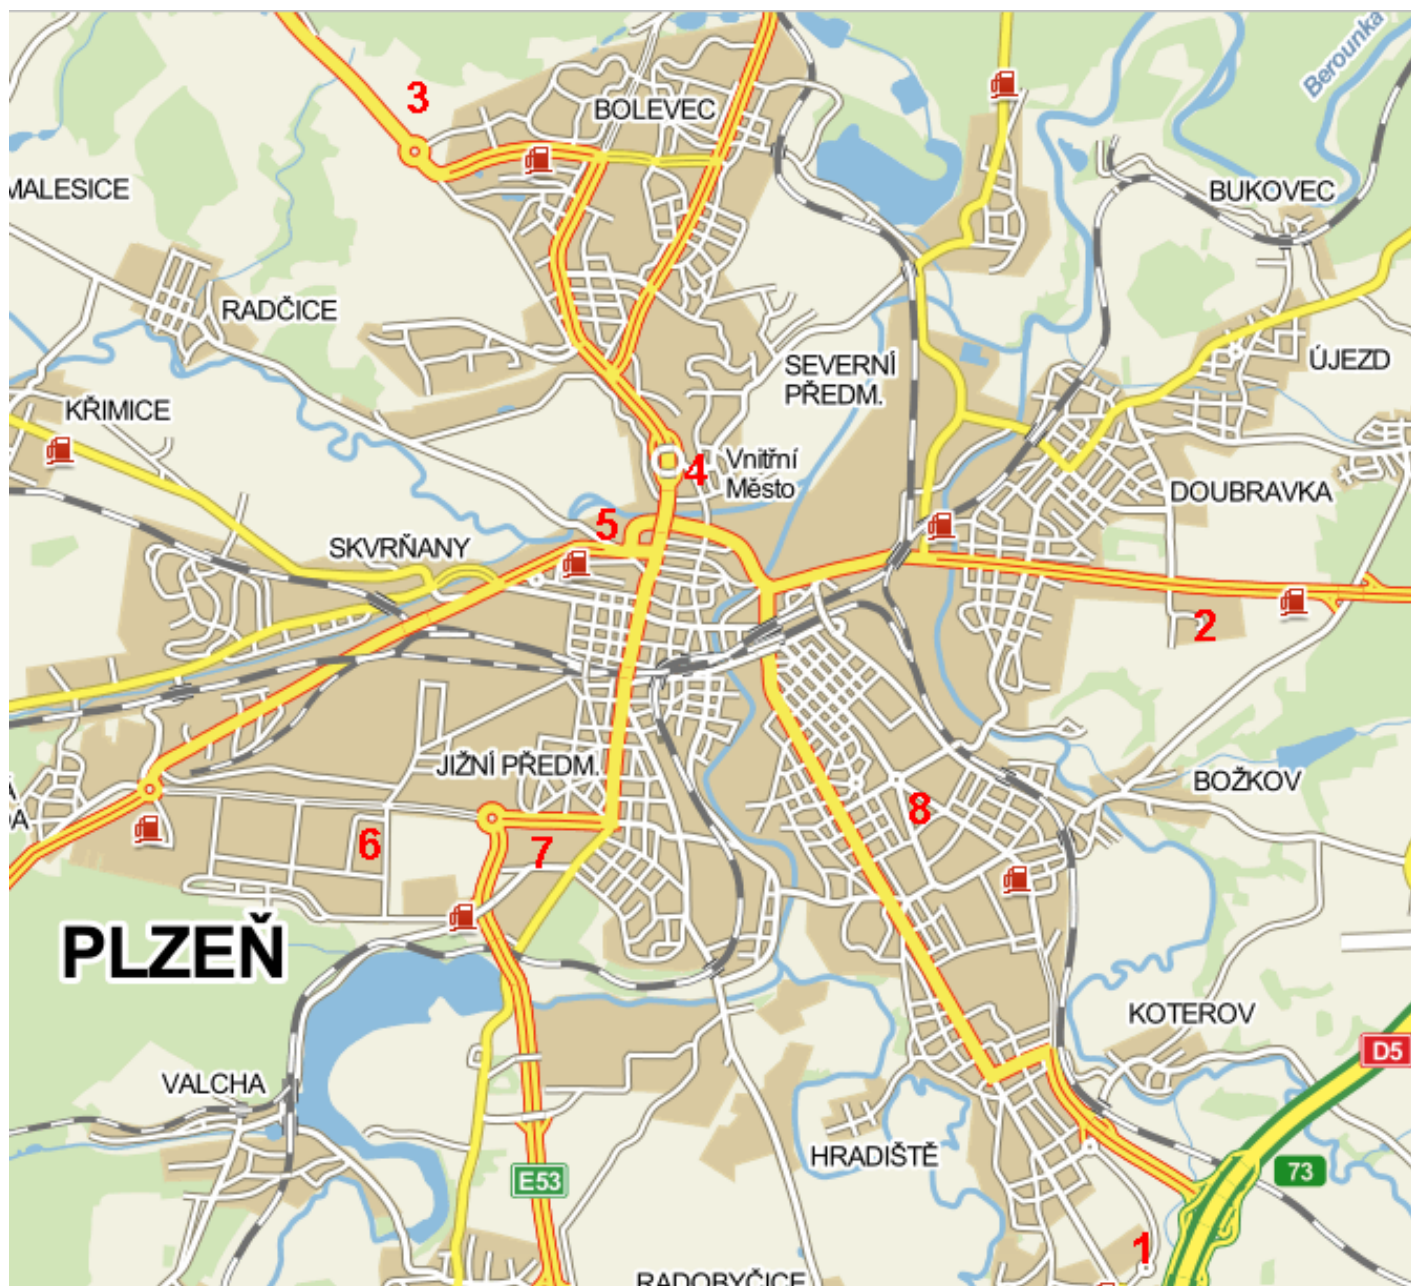 Berounka
3
BOLEVEC
MALESICE
BUKOVEC
RADČICE
SEVERNÍ
PŘEDM.
ÚJEZD
KŘIMICE
4
Vnitřní
Město
DOUBRAVKA
5
SKVRŇANY
2
JIŽNÍ PŘEDM.
BOŽKOV
8
6
7
PLZEŇ
KOTEROV
D5
VALCHA
HRADIŠTĚ
E53
73
1
RADOBYČICE